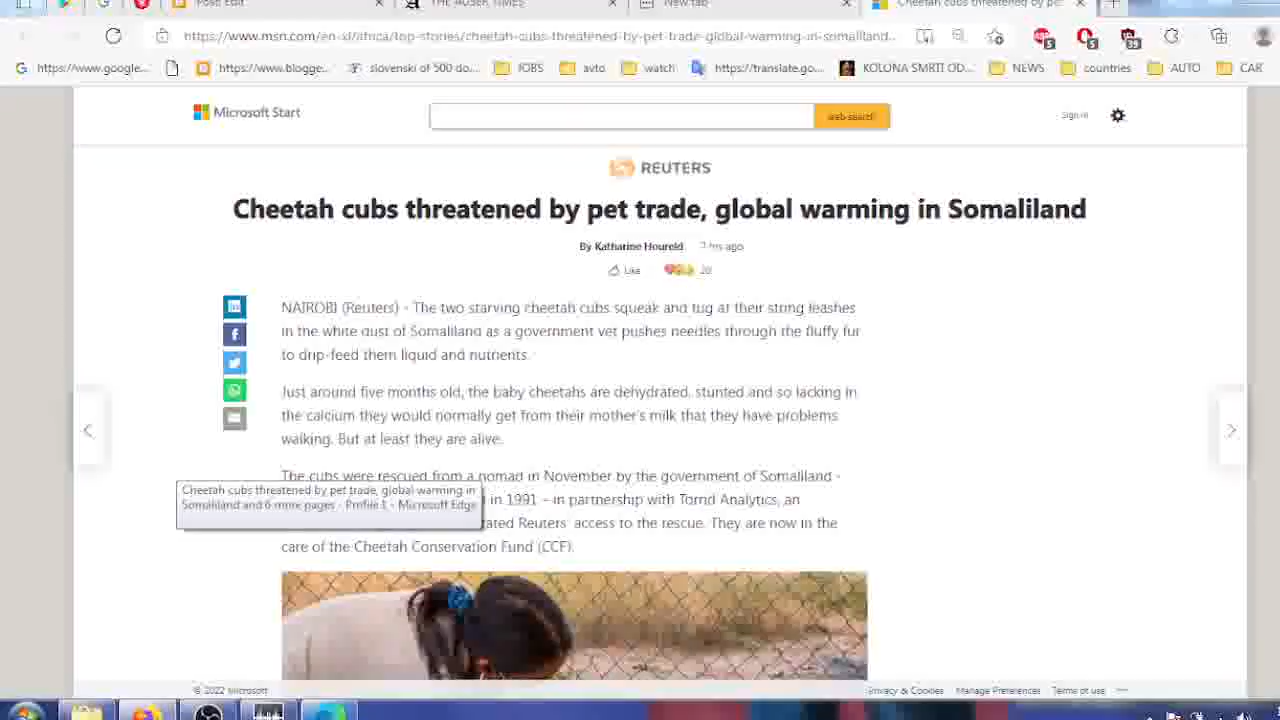 Post: Edit
New tab
Cheetah cubs threatened by pet
https://www.msn.com/en-xl/africa/top-stories/cheetah-cubs-threatened-by-pet-trade-global-warming-in-somaliland...
5
5
33
https://www.google...
https://www.blogge...
slovenski of 500 do...
JOBS
avto
watch
https://translate.go...
KOLONA SMRTI OD...
NEWS
countries
AUTO
CAR
Microsoft Start
web search
Sign in
REUTERS
Cheetah cubs threatened by pet trade, global warming in Somaliland
By Katharine Houreld
hrs ago
Like
20
NAIROBI (Reuters) - The two starving cheetah cubs squeak and tug at their string leashes
in the white dust of Somaliland as a government vet pushes needles through the fluffy fur
to drip-feed them liquid and nutrients.
Just around five months old, the baby cheetahs are dehydrated, stunted and so lacking in
the calcium they would normally get from their mother's milk that they have problems
walking. But at least they are alive.
The cubs were rescued from a nomad in November by the government of Somaliland -
in 1991 - in partnership with Torrid Analytics, an
Reuters' access to the rescue. They are now in the
care of the Cheetah Conservation Fund (CCF).
Cheetah cubs threatened by pet trade, global warming in
Somaliland and 6 more pages - Profile 1 - Microsoft Edge
© 2022 Microsoft
Privacy & Cookies
Manage Preferences
Terms of use